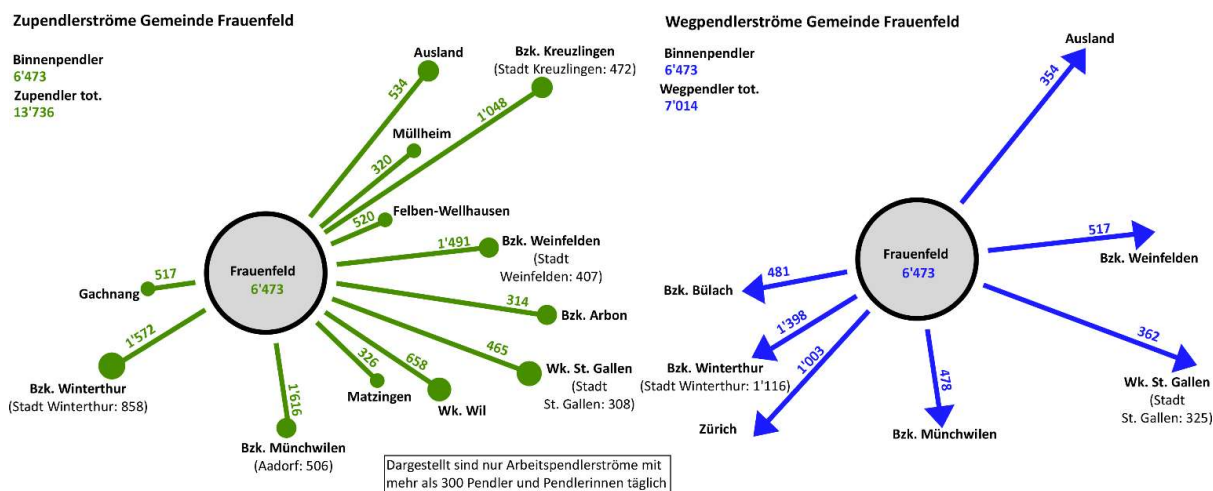 Zupendlerströme Gemeinde Frauenfeld
Binnenpendler
6'473
Zupendler tot.
13'736
Ausland
534
Bzk. Kreuzlingen
(Stadt Kreuzlingen: 472)
1'048
Müllheim
320
Felben-Wellhausen
520
1'491
Bzk. Weinfelden
(Stadt
Weinfelden: 407)
Frauenfeld
6'473
517
Gachnang
314
Bzk. Arbon
1'572
Bzk. Winterthur
(Stadt Winterthur: 858)
465
Wk. St. Gallen
(Stadt
St. Gallen: 308)
658
Wk. Wil
326
Matzingen
1'616
Bzk. Münchwilen
(Aadorf: 506)
Dargestellt sind nur Arbeitspendlerströme mit
mehr als 300 Pendler und Pendlerinnen täglich
Wegpendlerströme Gemeinde Frauenfeld
Binnenpendler
6'473
Wegpendler tot.
7'014
Ausland
354
517
Bzk. Weinfelden
Frauenfeld
6'473
481
Bzk. Bülach
1'398
Bzk. Winterthur
(Stadt Winterthur: 1'116)
1'003
Zürich
478
Bzk. Münchwilen
362
Wk. St. Gallen
(Stadt
St. Gallen: 325)